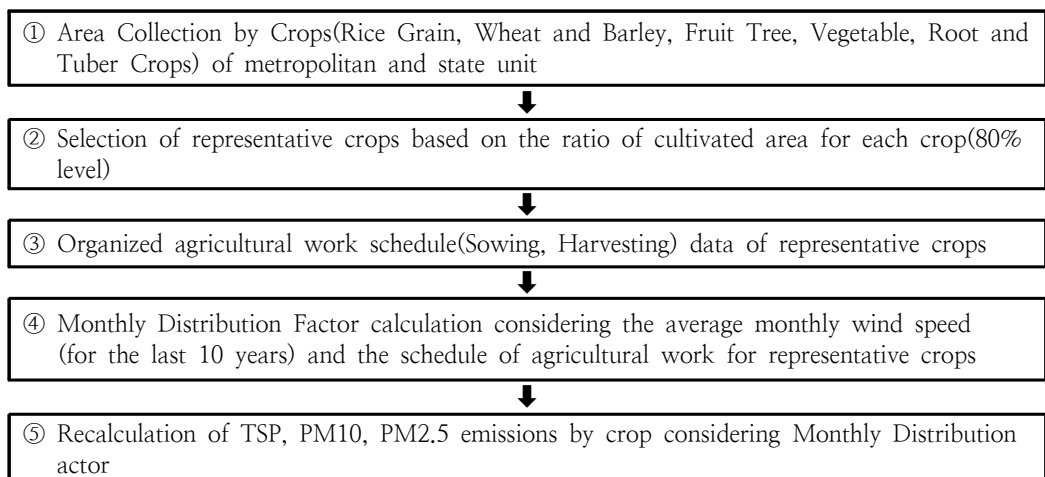 ① Area Collection by Crops(Rice Grain, Wheat and Barley, Fruit Tree, Vegetable, Root and
Tuber Crops) of metropolitan and state unit
② Selection of representative crops based on the ratio of cultivated area for each crop(80%
level)
③ Organized agricultural work schedule(Sowing, Harvesting) data of representative crops
④ Monthly Distribution Factor calculation considering the average monthly wind speed
(for the last 10 years) and the schedule of agricultural work for representative crops
⑤ Recalculation of TSP, PM10, PM2.5 emissions by crop considering Monthly Distribution
actor